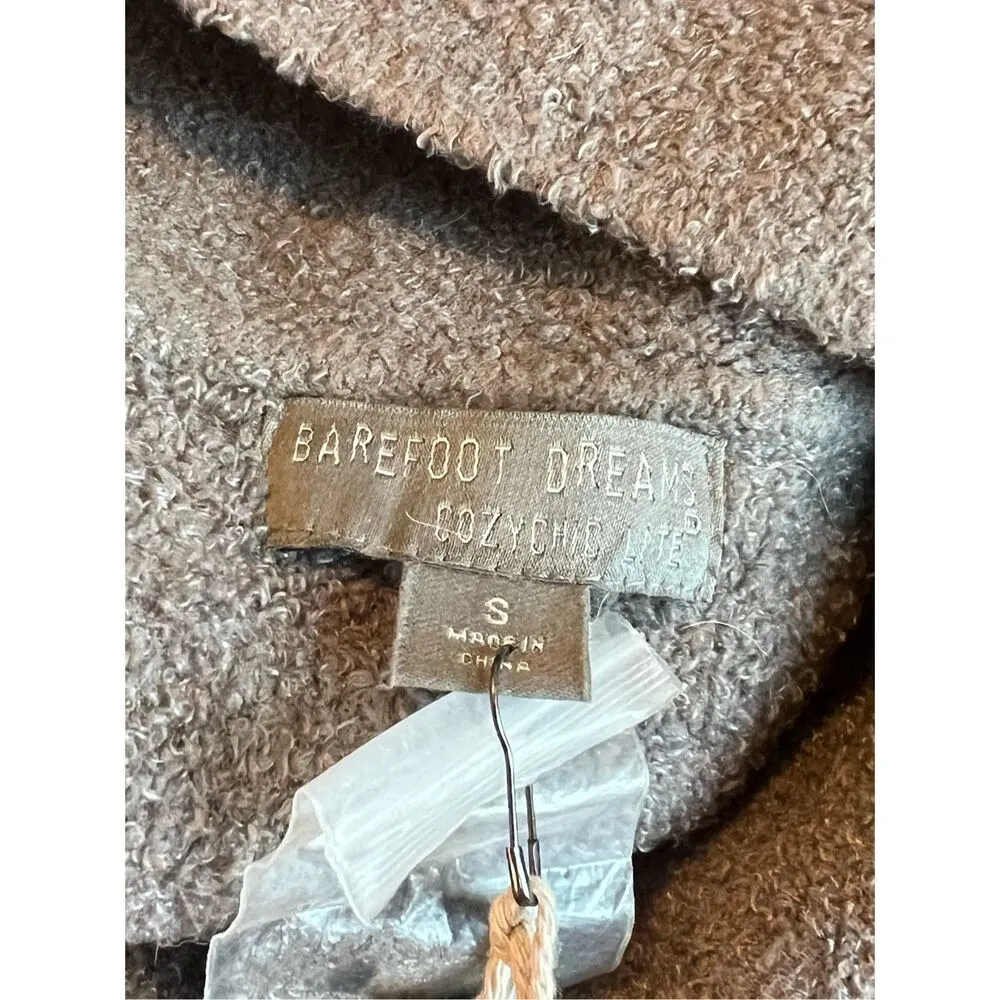 BAREFOOT DREAMS
COZYCHIC LITE
S
MADE IN
CHINA